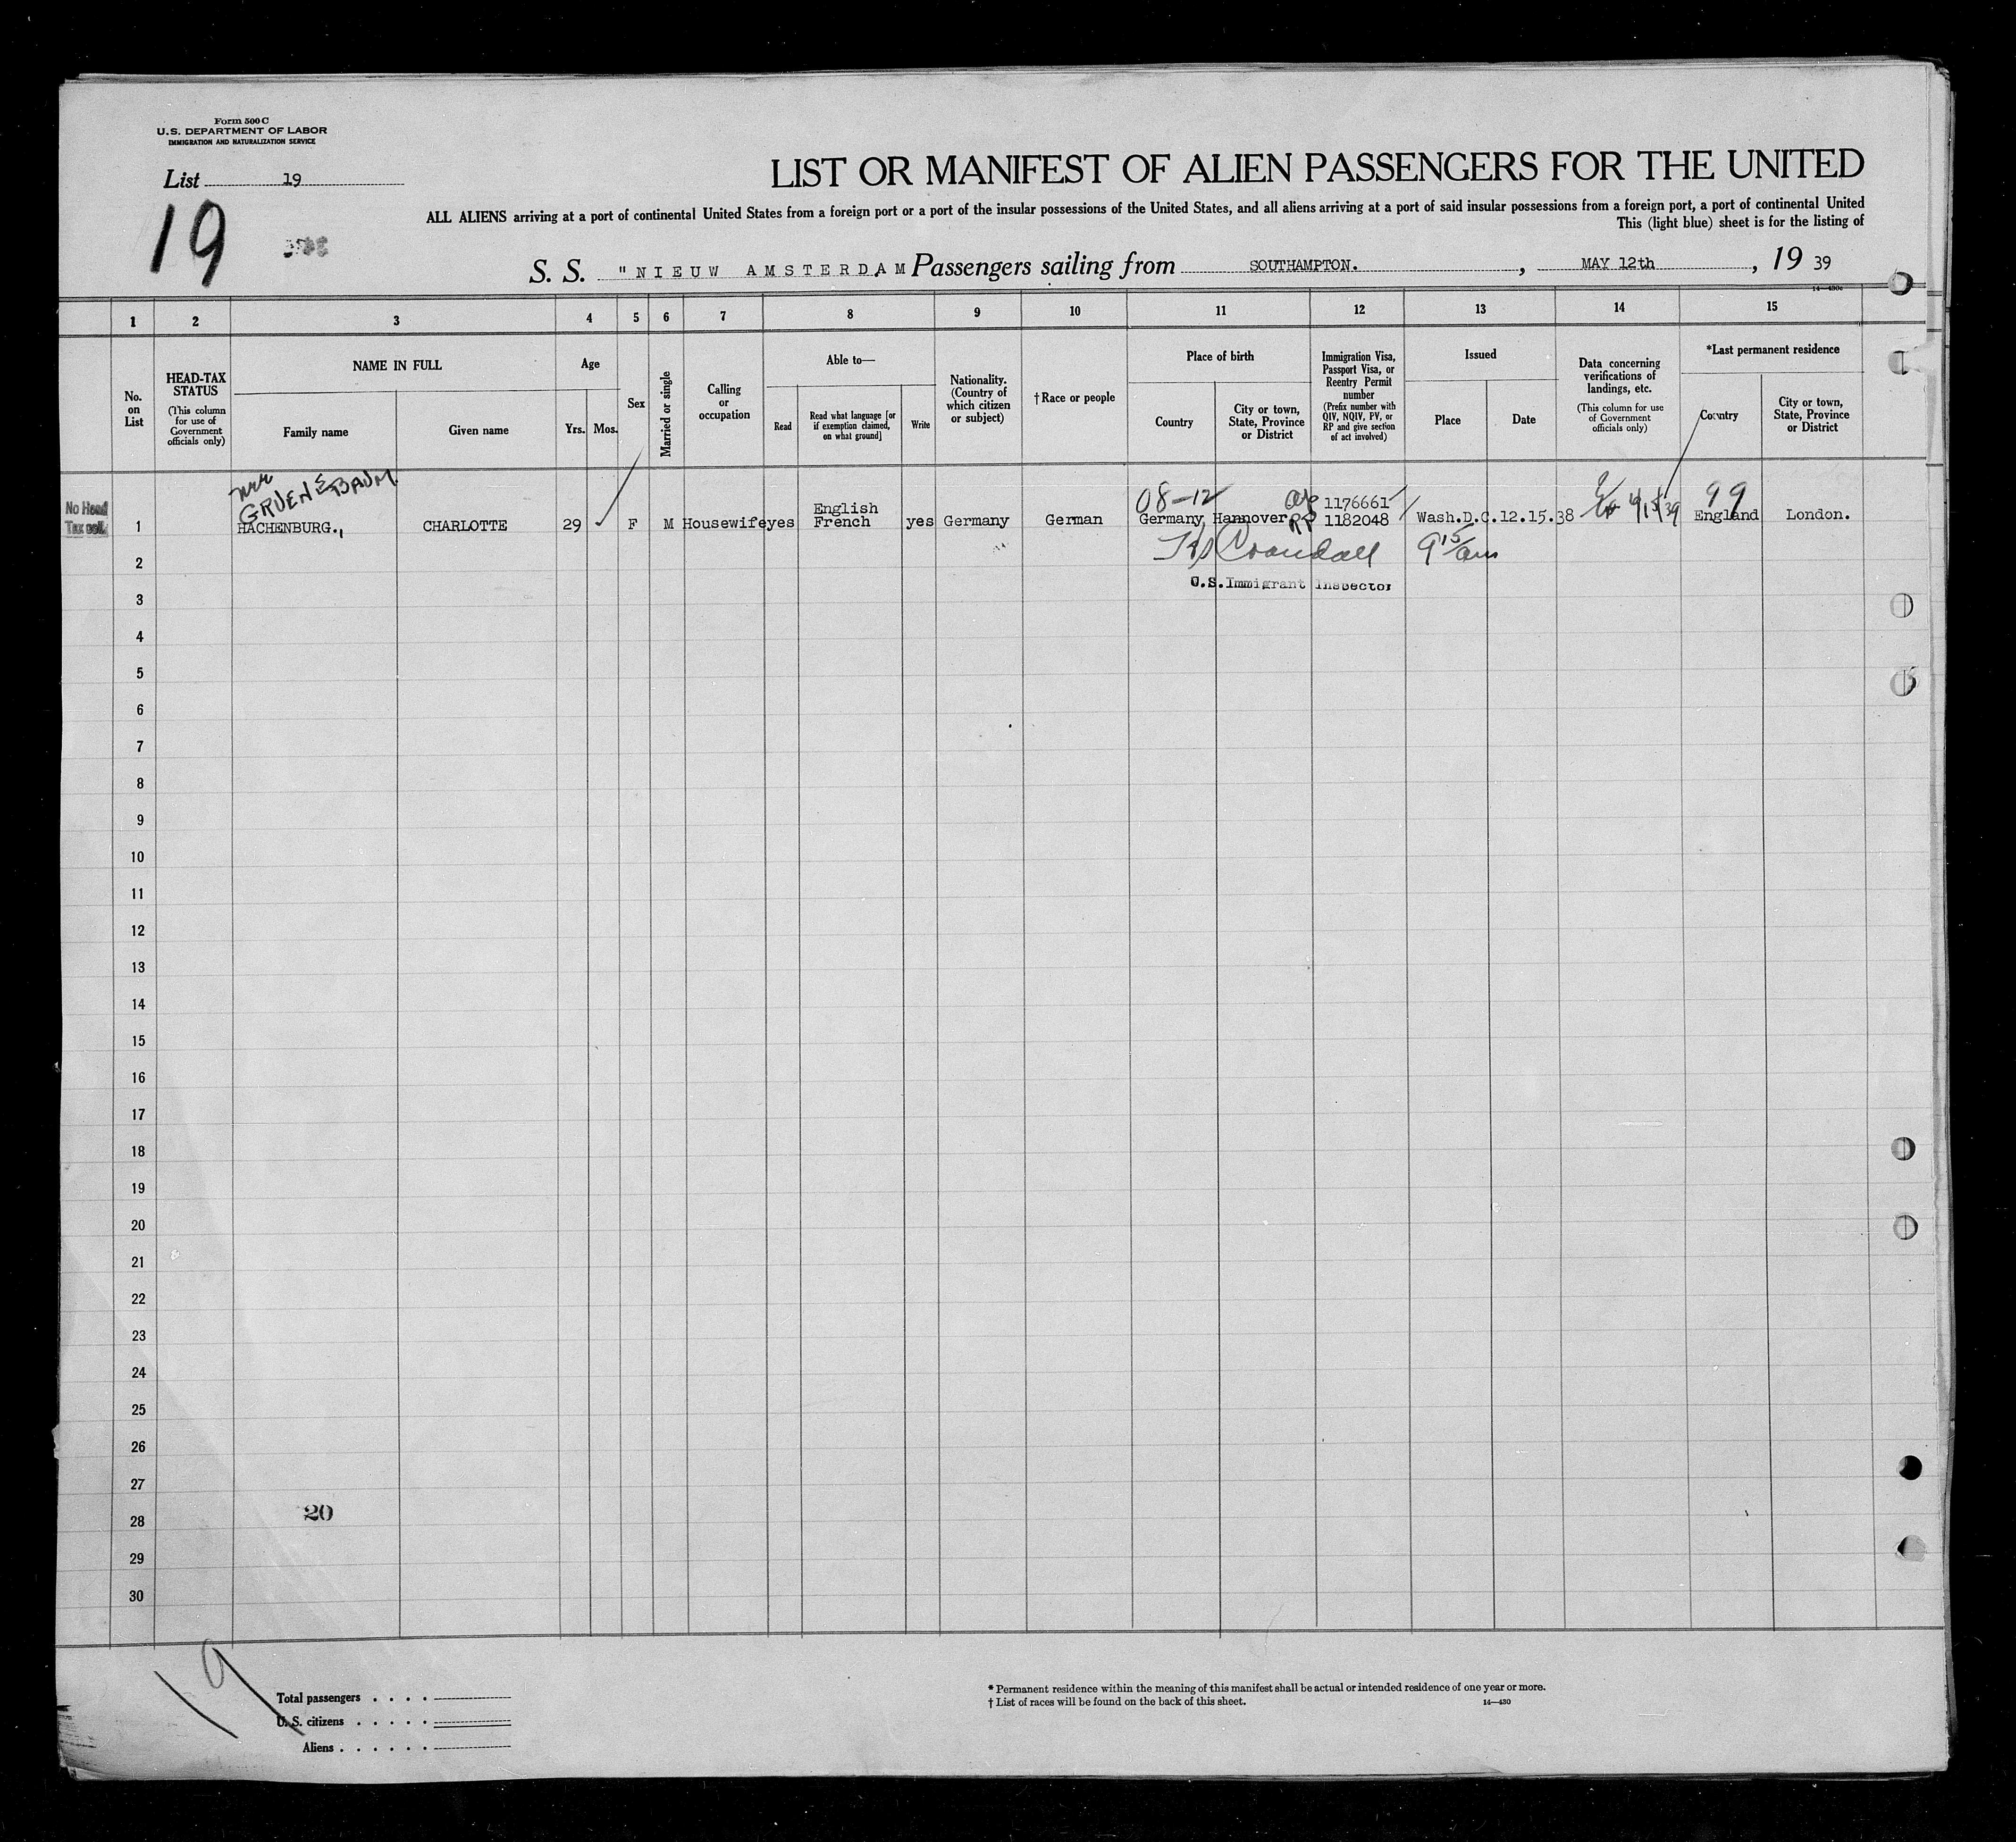 Form 500 C
U.S. DEPARTMENT OF LABOR
IMMIGRATION AND NATURALIZATION SERVICE
List 19
19
LIST OR MANIFEST OF ALIEN PASSENGERS FOR THE UNITED
ALL ALIENS arriving at a port of continental United States from a foreign port or a port of the insular possessions of the United States, and all aliens arriving at a port of said insular possessions from a foreign port, a port of continental United
This (light blue) sheet is for the listing of
S. S. "NIEUW AMSTERDAM Passengers sailing from SOUTHAMPTON. , MAY 12th , 19 39
14—430c
1 2 3 4 5 6 7 8 9 10 11 12 13 14 15
No. on List
HEAD-TAX STATUS
(This column for use of Government officials only)
NAME IN FULL
Family name
Given name
Age
Yrs.
Mos.
Sex
Married or single
Calling or occupation
Able to—
Read
Read what language [or if exemption claimed, on what ground]
Write
Nationality. (Country of which citizen or subject)
† Race or people
Place of birth
Country
City or town, State, Province or District
Immigration Visa, Passport Visa, or Reentry Permit number
(Prefix number with QIV, NQIV, PV, or RP and give section of act involved)
Issued
Place
Date
Data concerning verifications of landings, etc.
(This column for use of Government officials only)
*Last permanent residence
Country
City or town, State, Province or District
nee
GRUENEBAUM
08-12
1176661
99
No Head
Tax coll.
1 HACHENBURG., CHARLOTTE 29 F M Housewife yes English French yes Germany German Germany Hannover RP 1182048 Wash.D.C. 12.15.38 England London.
Crandall 9 15/am
U.S. Immigrant Inspector
2
3
4
5
6
7
8
9
10
11
12
13
14
15
16
17
18
19
20
21
22
23
24
25
26
27
20
28
29
30
19
Total passengers . . . .
U. S. citizens . . . . .
Aliens . . . . . .
* Permanent residence within the meaning of this manifest shall be actual or intended residence of one year or more.
† List of races will be found on the back of this sheet. 14—430